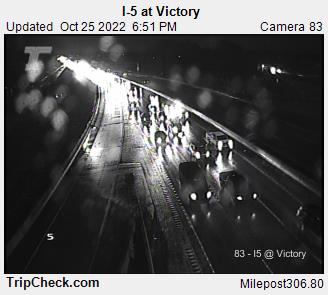 I-5 at Victory
Updated Oct 25 2022 6:51 PM Camera 83
T
S
83 - I5 @ Victory
TripCheck.com Milepost306.80